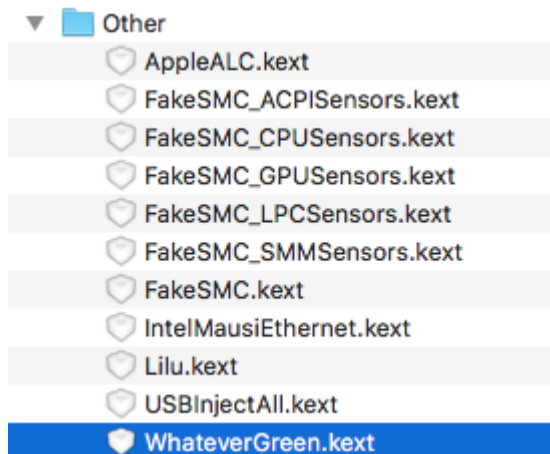 Other
AppleALC.kext
FakeSMC_ACPISensors.kext
FakeSMC_CPUSensors.kext
FakeSMC_GPUSensors.kext
FakeSMC_LPCSensors.kext
FakeSMC_SMMSensors.kext
FakeSMC.kext
IntelMausiEthernet.kext
Lilu.kext
USBInjectAll.kext
WhateverGreen.kext